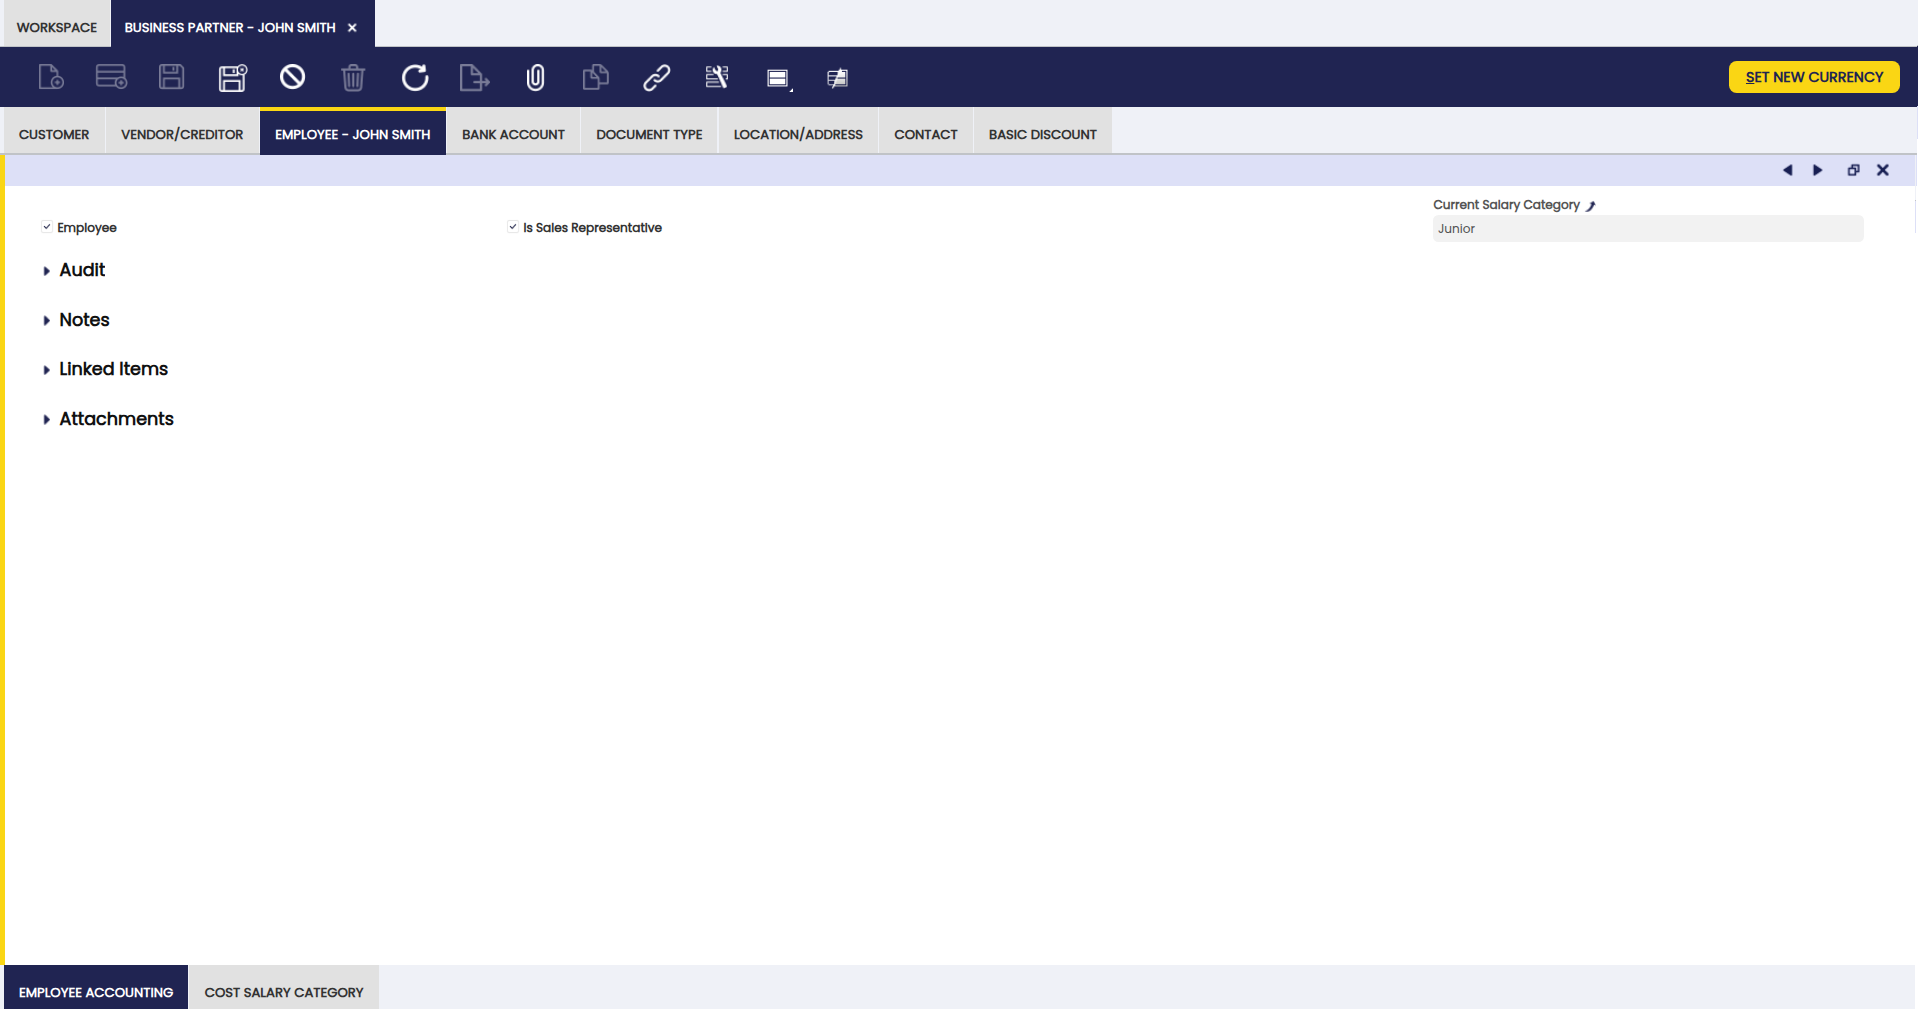 WORKSPACE
BUSINESS PARTNER - JOHN SMITH
SET NEW CURRENCY
CUSTOMER
VENDOR/CREDITOR
EMPLOYEE - JOHN SMITH
BANK ACCOUNT
DOCUMENT TYPE
LOCATION/ADDRESS
CONTACT
BASIC DISCOUNT
Employee
Is Sales Representative
Current Salary Category
Junior
Audit
Notes
Linked Items
Attachments
EMPLOYEE ACCOUNTING
COST SALARY CATEGORY